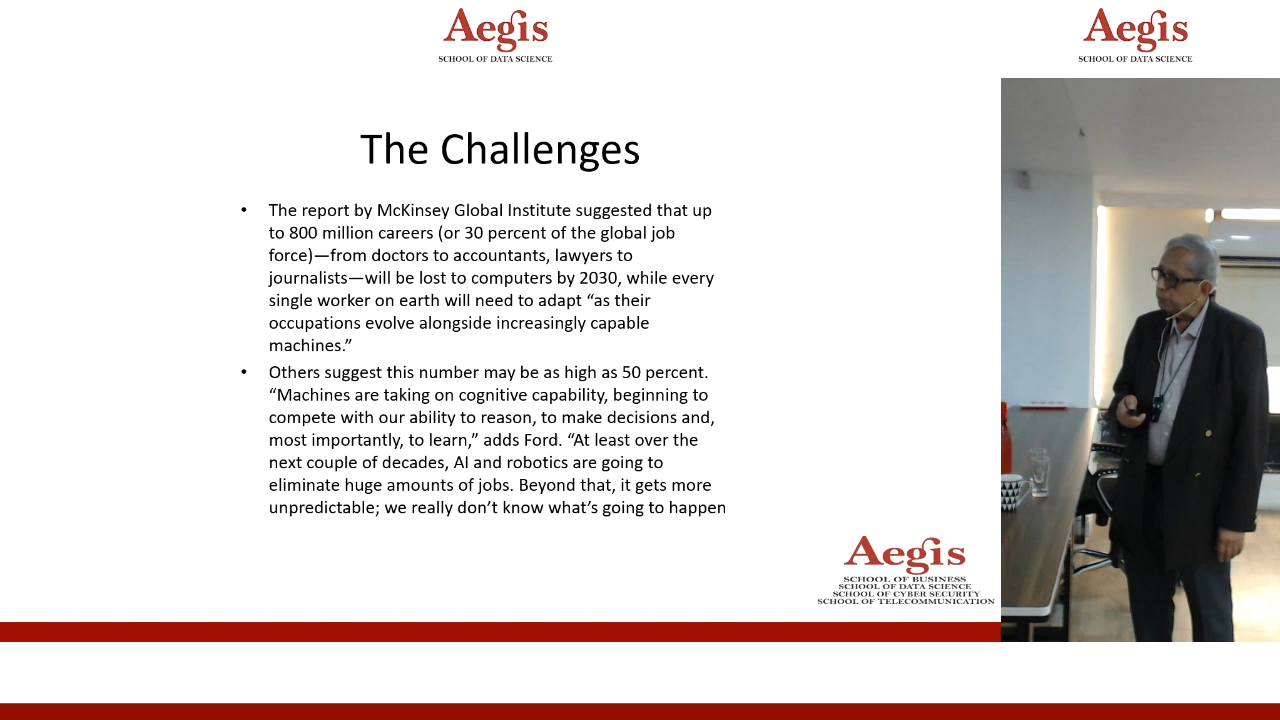 Aegis
SCHOOL OF DATA SCIENCE
Aegis
SCHOOL OF DATA SCIENCE
The Challenges
• The report by McKinsey Global Institute suggested that up
to 800 million careers (or 30 percent of the global job
force)—from doctors to accountants, lawyers to
journalists—will be lost to computers by 2030, while every
single worker on earth will need to adapt “as their
occupations evolve alongside increasingly capable
machines.”
• Others suggest this number may be as high as 50 percent.
“Machines are taking on cognitive capability, beginning to
compete with our ability to reason, to make decisions and,
most importantly, to learn,” adds Ford. “At least over the
next couple of decades, AI and robotics are going to
eliminate huge amounts of jobs. Beyond that, it gets more
unpredictable; we really don’t know what’s going to happen
Aegis
SCHOOL OF BUSINESS
SCHOOL OF DATA SCIENCE
SCHOOL OF CYBER SECURITY
SCHOOL OF TELECOMMUNICATION